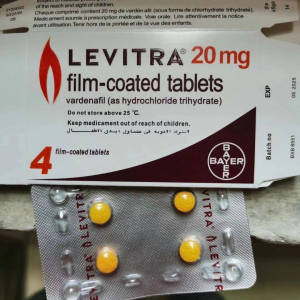 of the reach and sight of children.
Chaque comprimé contient 20 mg de vardénafil (sous forme de chlorhydrate trihydraté).
Médicament soumis à prescription médicale. Voie orale. Lire attentivement la notice
avant utilisation. Tenir hors de la portée et de la vue des enfants.
LEVITRA® 20 mg
film-coated tablets
vardenafil (as hydrochloride trihydrate)
Do not store above 25 °C.
Keep medicament out of reach of children.
4 film-coated tablets
BAYER
BAYER
EXP
Batch no
BXB8001
LEVITRA
LEVITRA